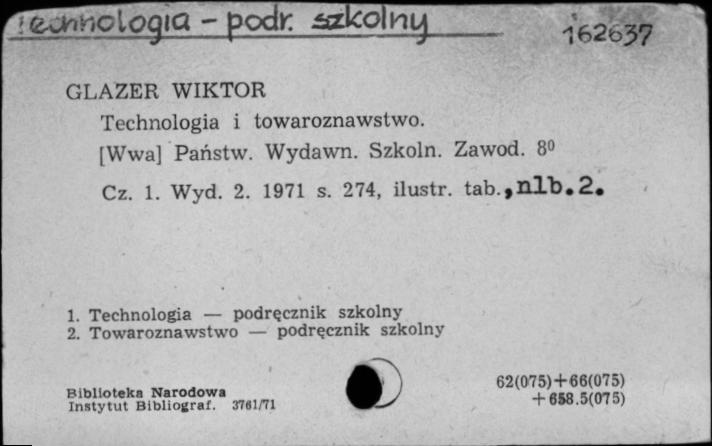 Technologia - podr. szkolny
162637
GLAZER WIKTOR
Technologia i towaroznawstwo.
[Wwa] Państw. Wydawn. Szkoln. Zawod. 8⁰
Cz. 1. Wyd. 2. 1971 s. 274, ilustr. tab., nlb. 2.
1. Technologia — podręcznik szkolny
2. Towaroznawstwo — podręcznik szkolny
Biblioteka Narodowa
Instytut Bibliograf. 3761/71
62(075)+66(075)
+658.5(075)